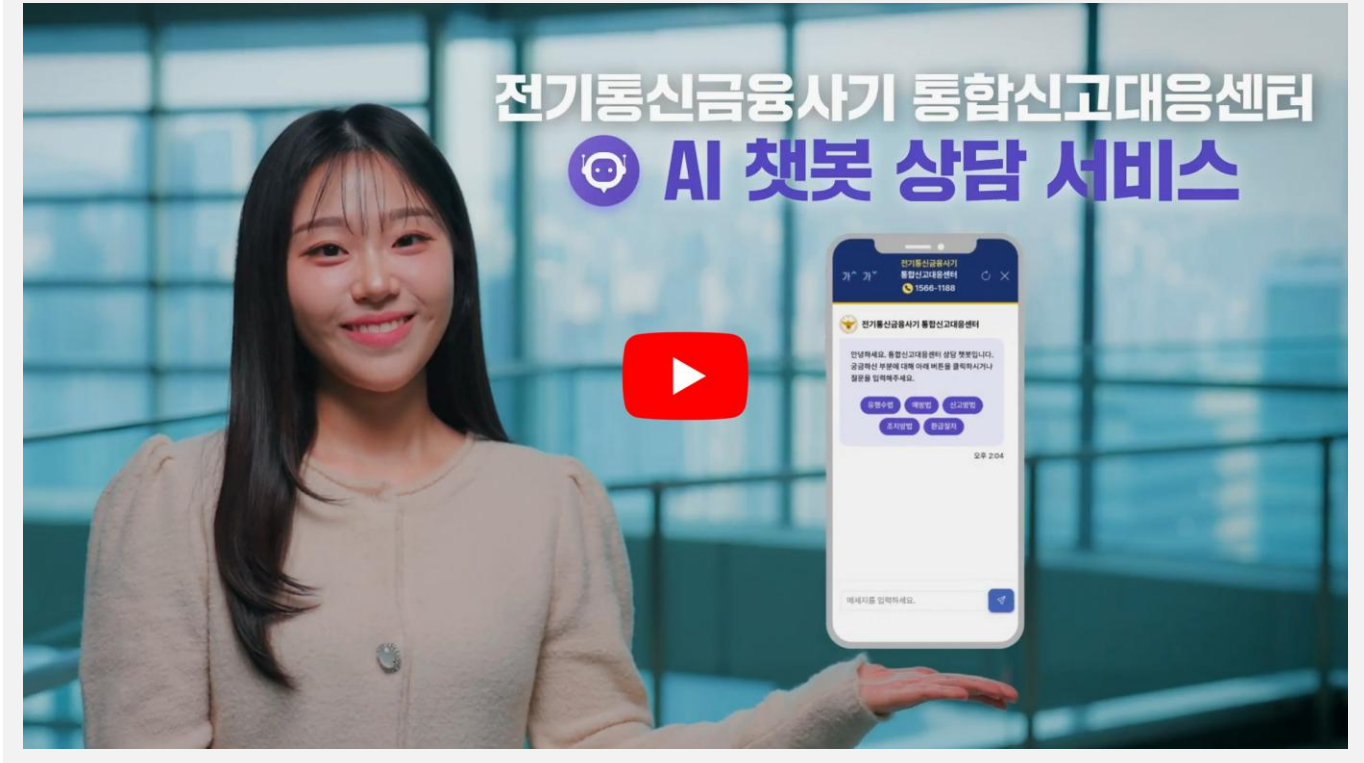 전기통신금융사기 통합신고대응센터
AI 챗봇 상담 서비스
가^ 가ˇ
전기통신금융사기
통합신고대응센터
1566-1188
전기통신금융사기 통합신고대응센터
안녕하세요. 통합신고대응센터 상담 챗봇입니다.
궁금하신 부분에 대해 아래 버튼을 클릭하시거나
질문을 입력해주세요.
유형수법 예방법 신고방법
조치방법 환급절차
오후 2:04
메세지를 입력하세요.